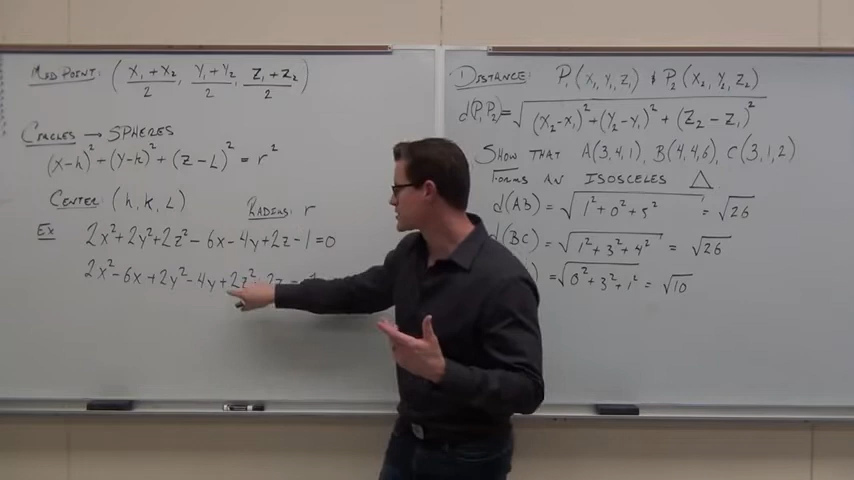 MIDPOINT: ( X₁+X₂/2 , Y₁+Y₂/2 , Z₁+Z₂/2 )
CIRCLES → SPHERES
(x-h)²+(y-k)²+(z-L)² = r²
CENTER: (h, k, L)
RADIUS: r
Ex 2x²+2y²+2z²-6x-4y+2z-1=0
2x²-6x+2y²-4y+2z²
DISTANCE: P₁(X₁,Y₁,Z₁) & P₂(X₂,Y₂,Z₂)
d(P₁P₂)=√(X₂-X₁)²+(Y₂-Y₁)²+(Z₂-Z₁)²
SHOW THAT A(3,4,1), B(4,4,6), C(3,1,2)
FORMS AN ISOSCELES △
d(AB)=√1²+0²+5² = √26
d(BC)=√1²+3²+4² = √26
=√0²+3²+1² = √10